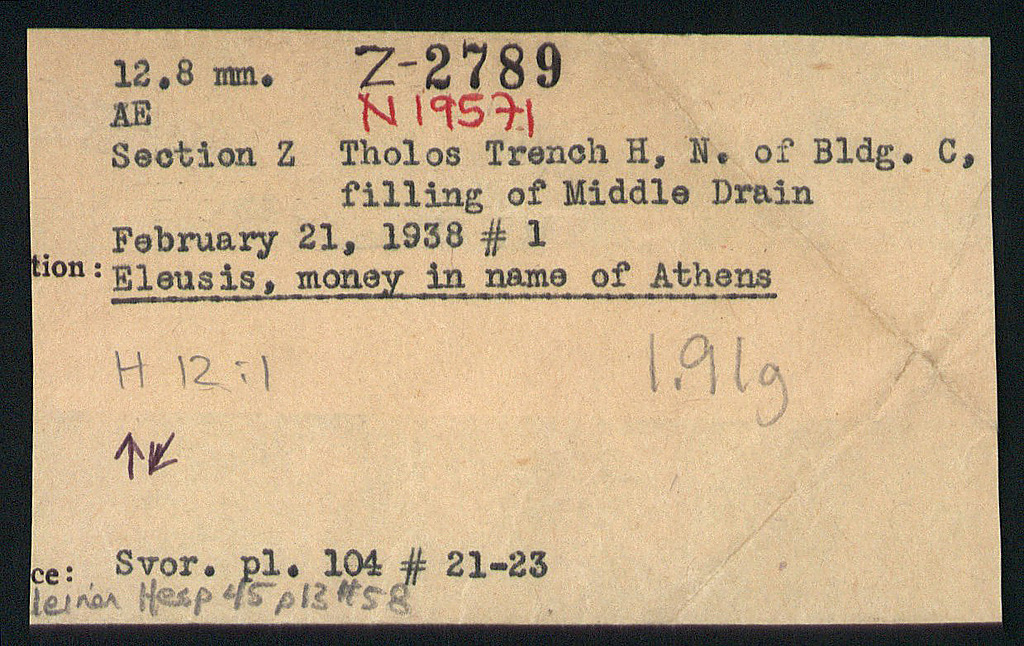 12.8 mm. Z-2789
AE N 19571
Section Z Tholos Trench H, N. of Bldg. C,
filling of Middle Drain
February 21, 1938 # 1
tion: Eleusis, money in name of Athens
H 12:1 1.91g
↑↙
ce: Svor. pl. 104 # 21-23
leiner Hesp 45 p13 #58